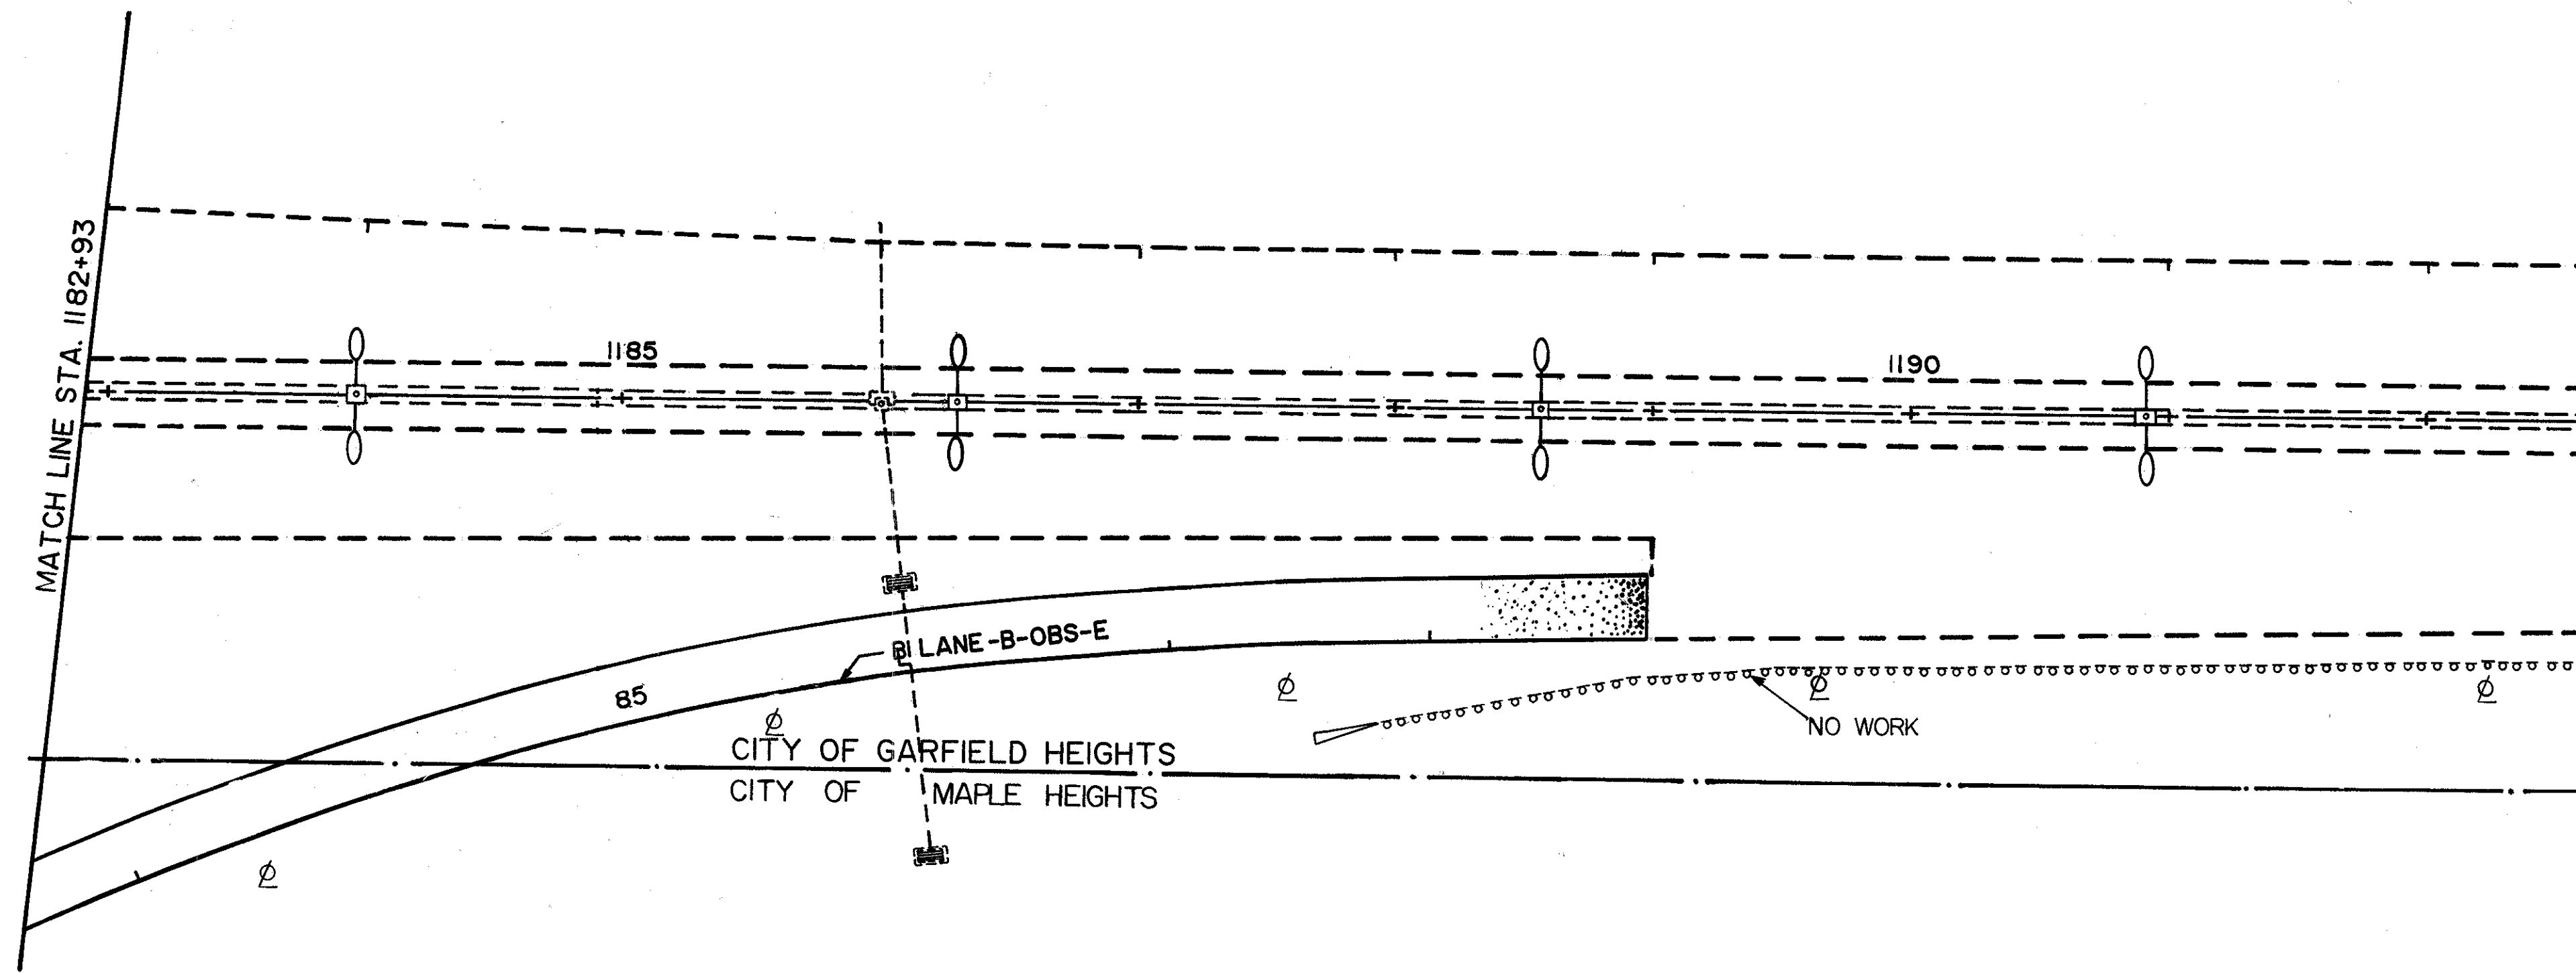 MATCH LINE STA. 1182+93
1185
1190
BI LANE-B-OBS-E
85
NO WORK
CITY OF GARFIELD HEIGHTS
CITY OF MAPLE HEIGHTS